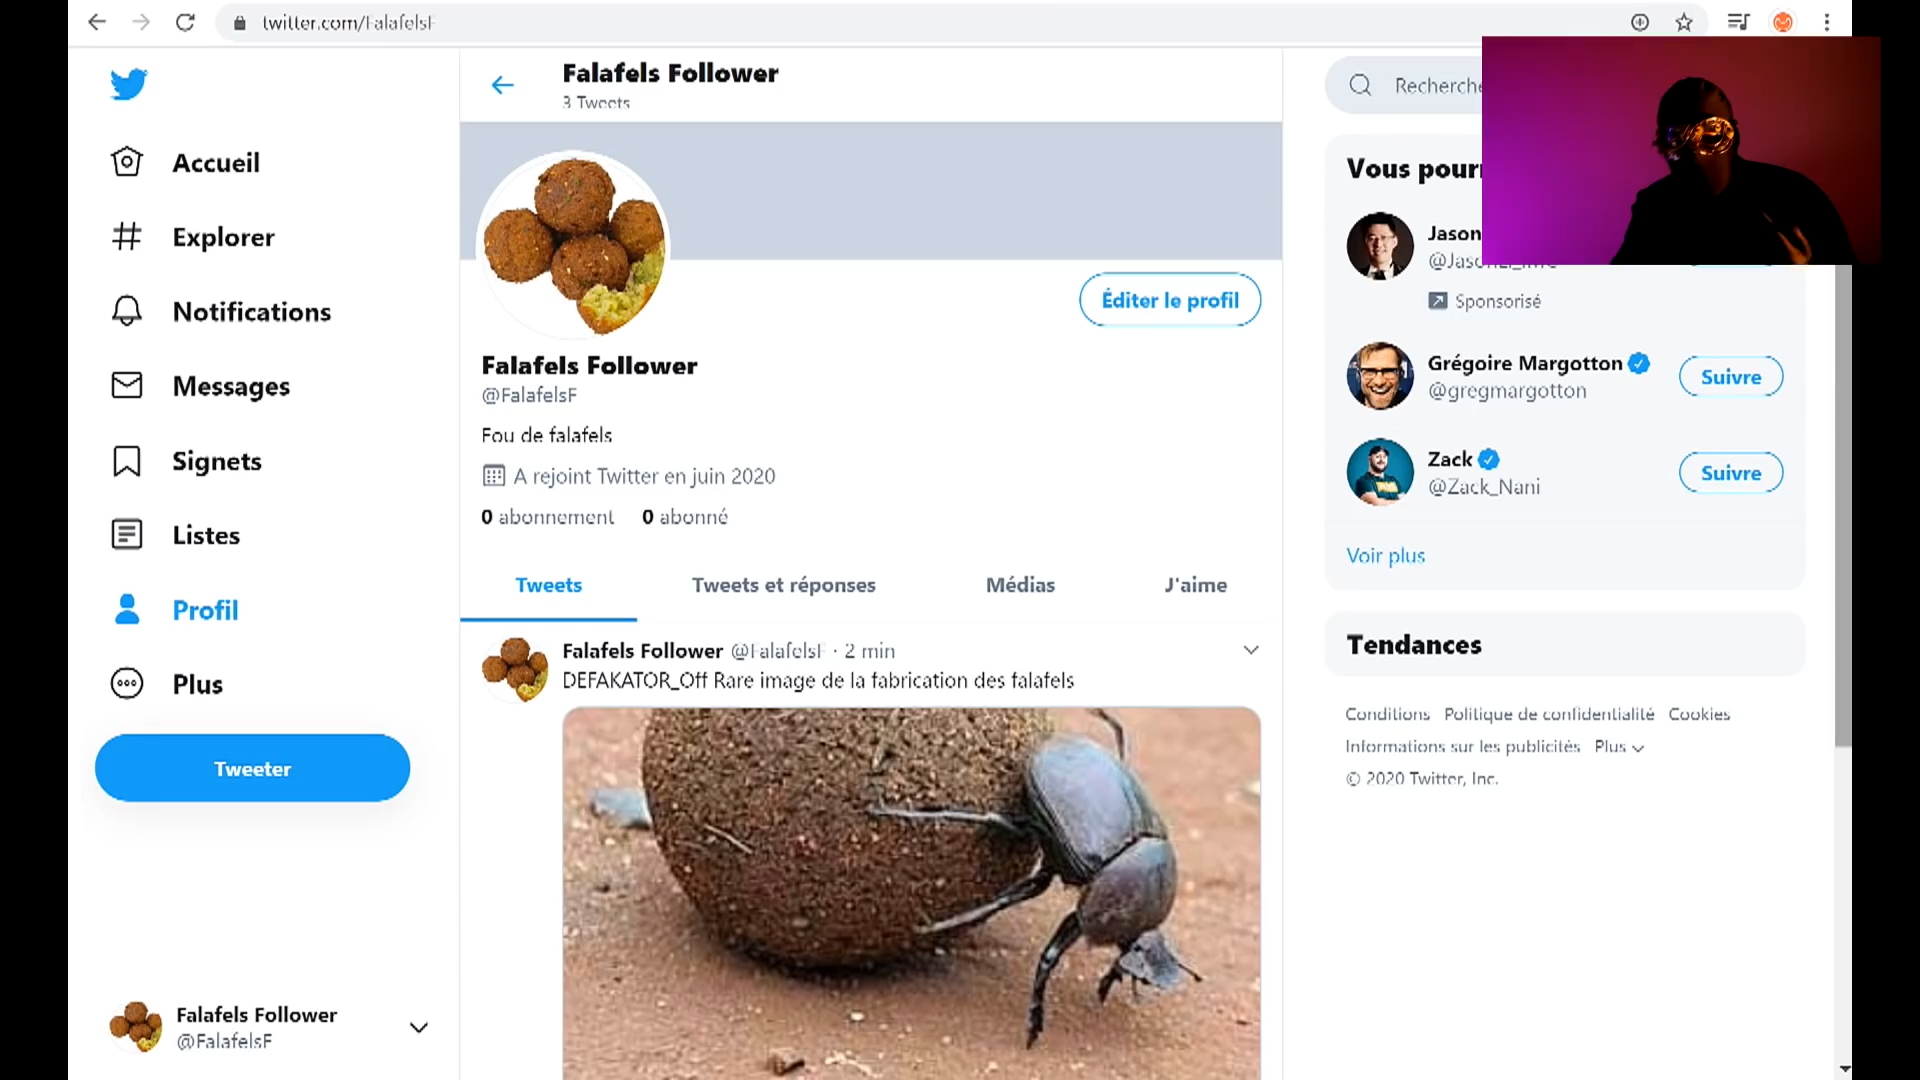 twitter.com/FalafelsF
Accueil
Explorer
Notifications
Messages
Signets
Listes
Profil
Plus
Tweeter
Falafels Follower
@FalafelsF
Falafels Follower
3 Tweets
Éditer le profil
Falafels Follower
@FalafelsF
Fou de falafels
A rejoint Twitter en juin 2020
0 abonnement 0 abonné
Tweets Tweets et réponses Médias J'aime
Falafels Follower @FalafelsF · 2 min
DEFAKATOR_Off Rare image de la fabrication des falafels
Recherche
Vous
Jason
Sponsorisé
Grégoire Margotton
@gregmargotton
Suivre
Zack
@Zack_Nani
Suivre
Voir plus
Tendances
Conditions Politique de confidentialité Cookies
Informations sur les publicités Plus
© 2020 Twitter, Inc.